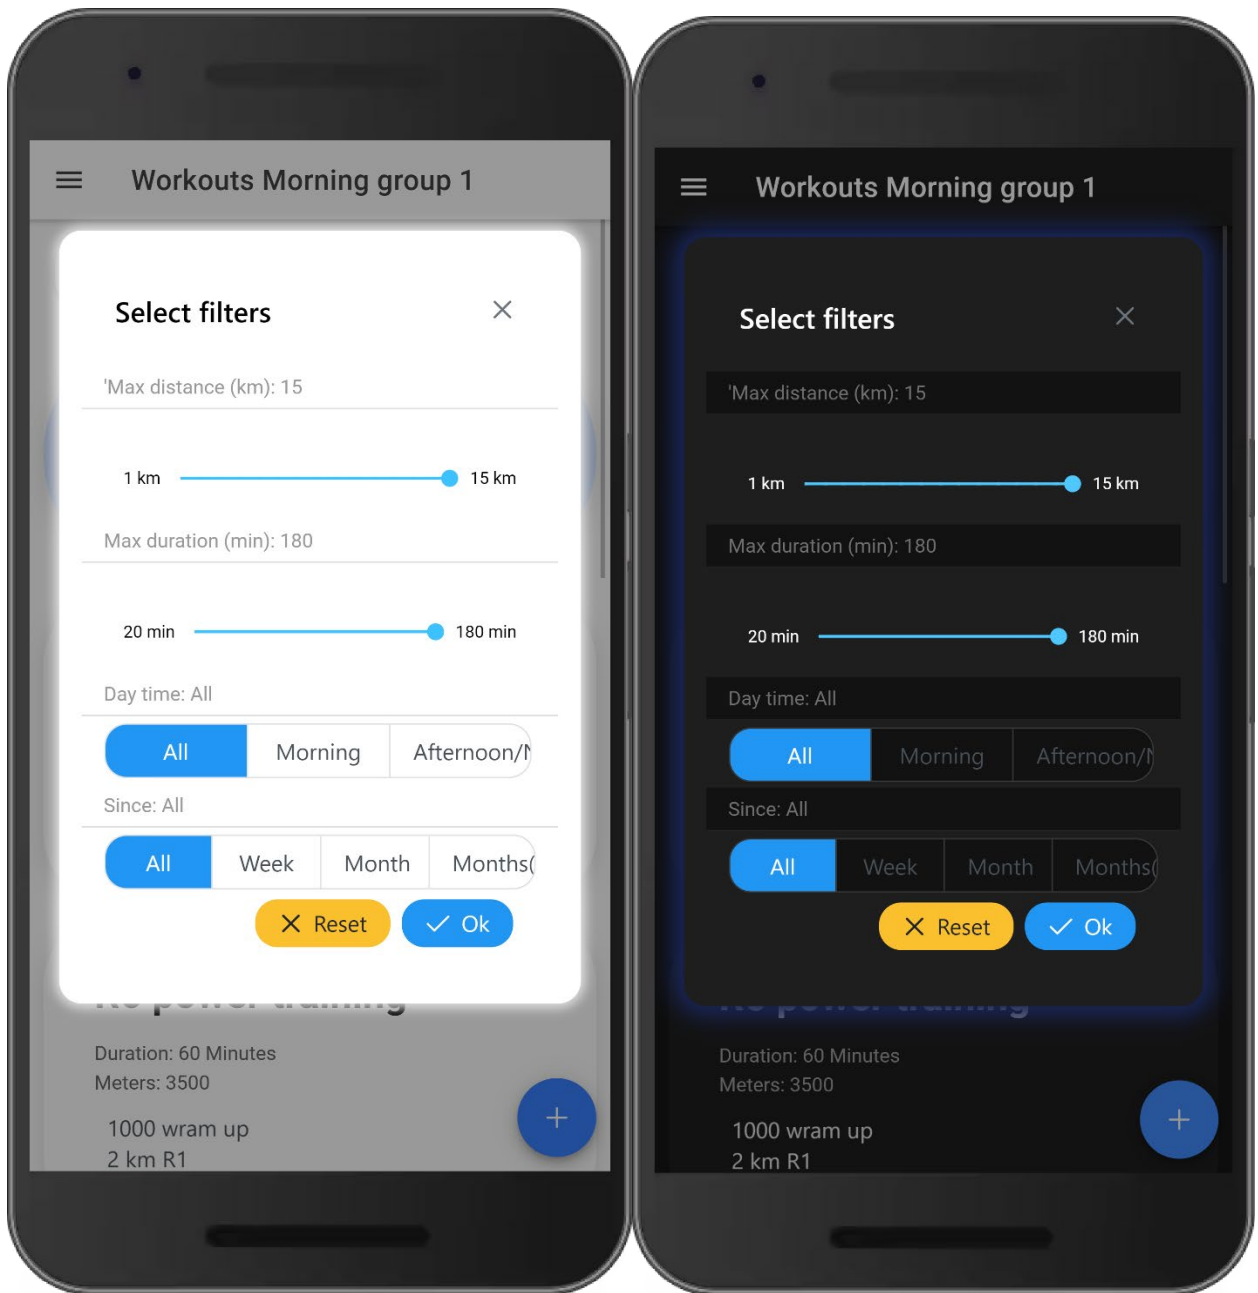 Workouts Morning group 1
Select filters
'Max distance (km): 15
1 km 15 km
Max duration (min): 180
20 min 180 min
Day time: All
All Morning Afternoon/N
Since: All
All Week Month Months(
Reset Ok
power training
Duration: 60 Minutes
Meters: 3500
1000 wram up
2 km R1
Workouts Morning group 1
Select filters
'Max distance (km): 15
1 km 15 km
Max duration (min): 180
20 min 180 min
Day time: All
All Morning Afternoon/N
Since: All
All Week Month Months(
Reset Ok
power training
Duration: 60 Minutes
Meters: 3500
1000 wram up
2 km R1